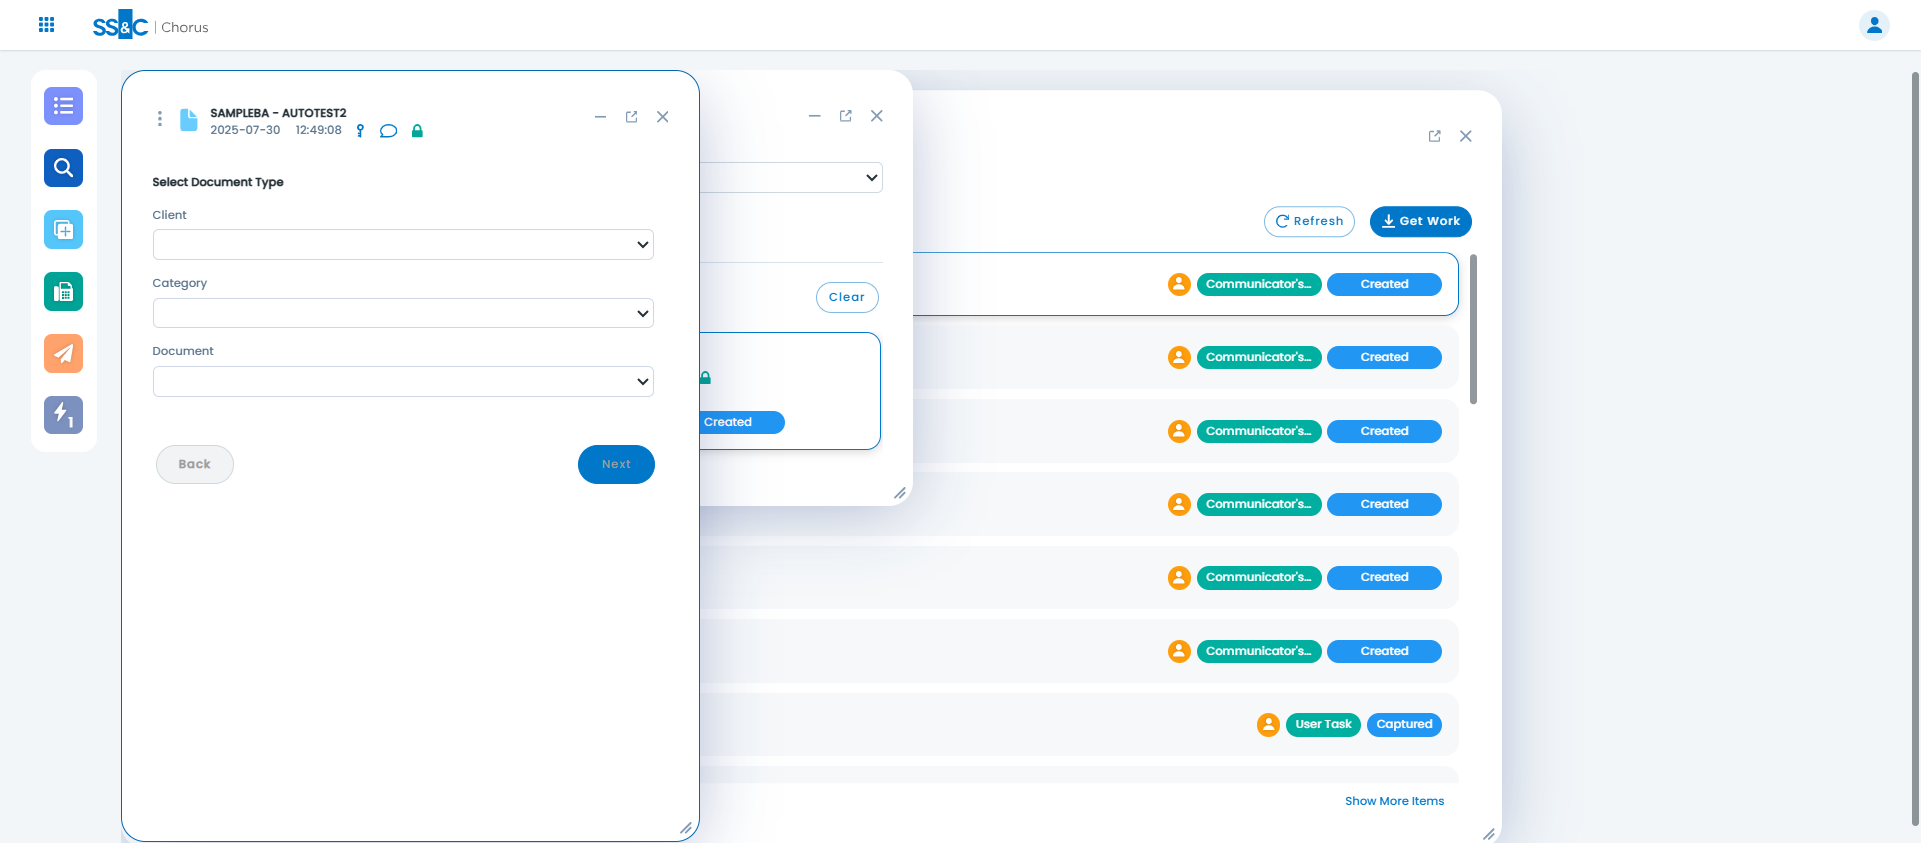 SS&C | Chorus
SAMPLEBA - AUTOTEST2
2025-07-30 12:49:08
Select Document Type
Client
Category
Document
Back
Next
Clear
Created
Refresh
Get Work
Communicator's... Created
Communicator's... Created
Communicator's... Created
Communicator's... Created
Communicator's... Created
Communicator's... Created
User Task Captured
Show More Items
1